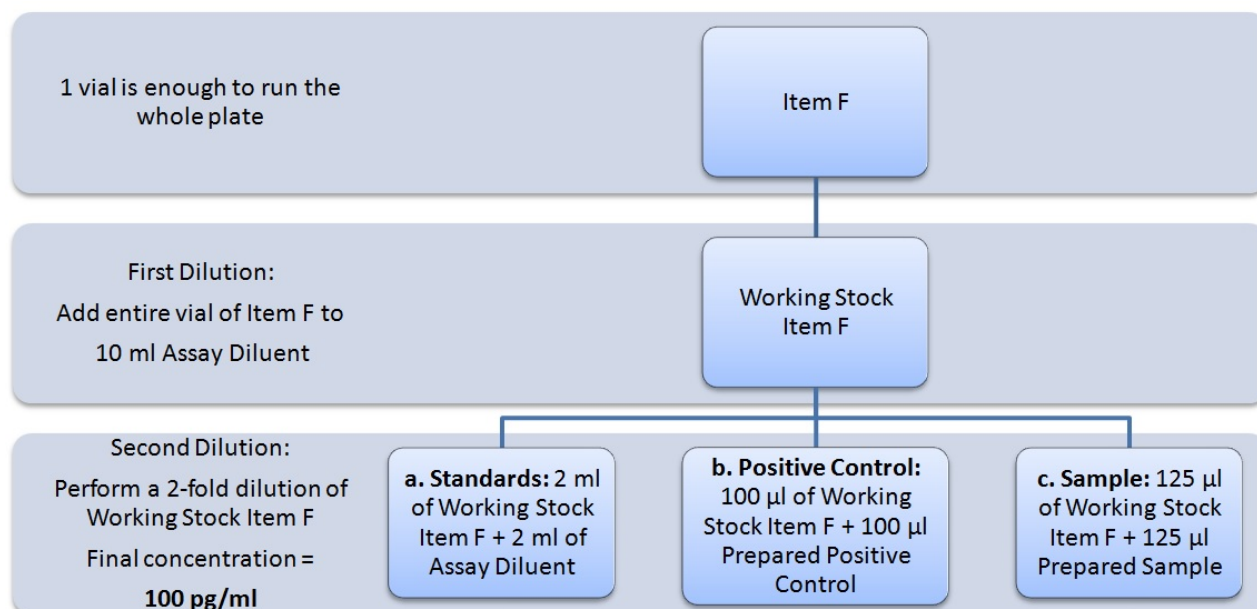 1 vial is enough to run the
whole plate
Item F
First Dilution:
Add entire vial of Item F to
10 ml Assay Diluent
Working Stock
Item F
Second Dilution:
Perform a 2-fold dilution of
Working Stock Item F
Final concentration =
100 pg/ml
a. Standards: 2 ml
of Working Stock
Item F + 2 ml of
Assay Diluent
b. Positive Control:
100 µl of Working
Stock Item F + 100 µl
Prepared Positive
Control
c. Sample: 125 µl
of Working Stock
Item F + 125 µl
Prepared Sample